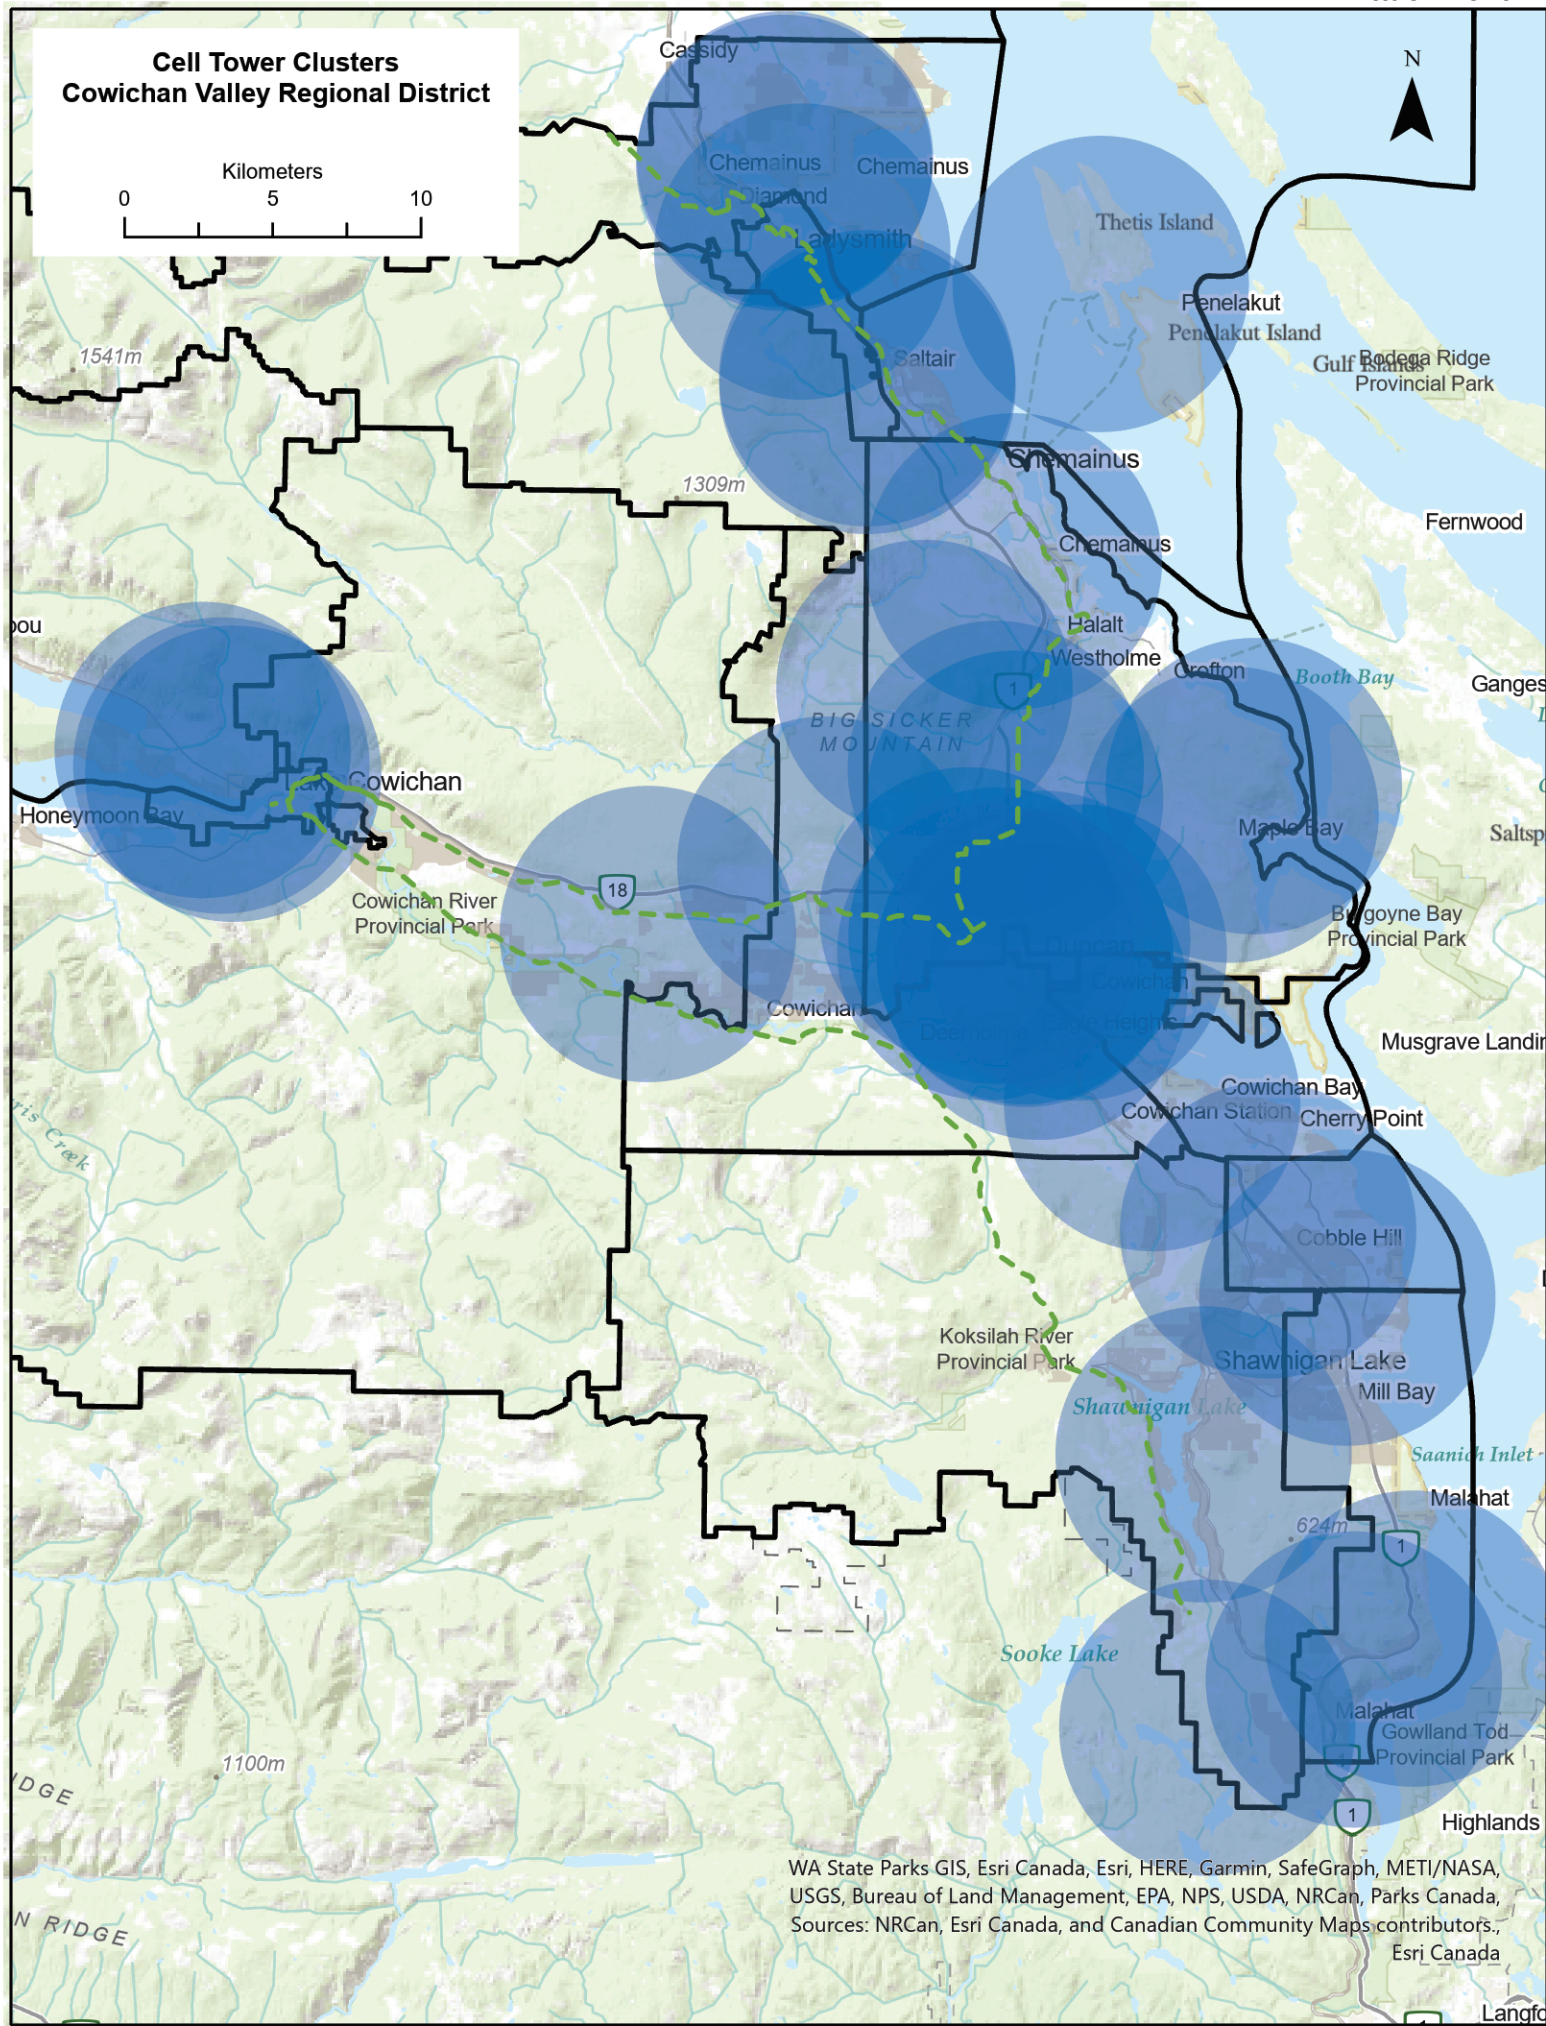 Cell Tower Clusters
Cowichan Valley Regional District
Kilometers
0 5 10
N
Cassidy
Chemainus
Chemainus
Diamond
Ladysmith
Thetis Island
Penelakut
Penelakut Island
Gulf Islands
Bodega Ridge
Provincial Park
Saltair
1541m
1309m
Chemainus
Fernwood
Chemainus
Halalt
Westholme
Crofton
Booth Bay
Ganges
1
BIG SICKER
MOUNTAIN
Lake Cowichan
Honeymoon Bay
Maple Bay
18
Cowichan River
Provincial Park
Burgoyne Bay
Provincial Park
Duncan
Cowichan
Cowichan
Musgrave Landin
Cowichan Bay
Cowichan Station
Cherry Point
Cobble Hill
Koksilah River
Provincial Park
Shawnigan Lake
Mill Bay
Shawnigan Lake
Saanich Inlet
Malahat
624m
1
Sooke Lake
Malahat
Gowlland Tod
Provincial Park
1100m
1
Highlands
WA State Parks GIS, Esri Canada, Esri, HERE, Garmin, SafeGraph, METI/NASA,
USGS, Bureau of Land Management, EPA, NPS, USDA, NRCan, Parks Canada,
Sources: NRCan, Esri Canada, and Canadian Community Maps contributors.,
Esri Canada
N RIDGE